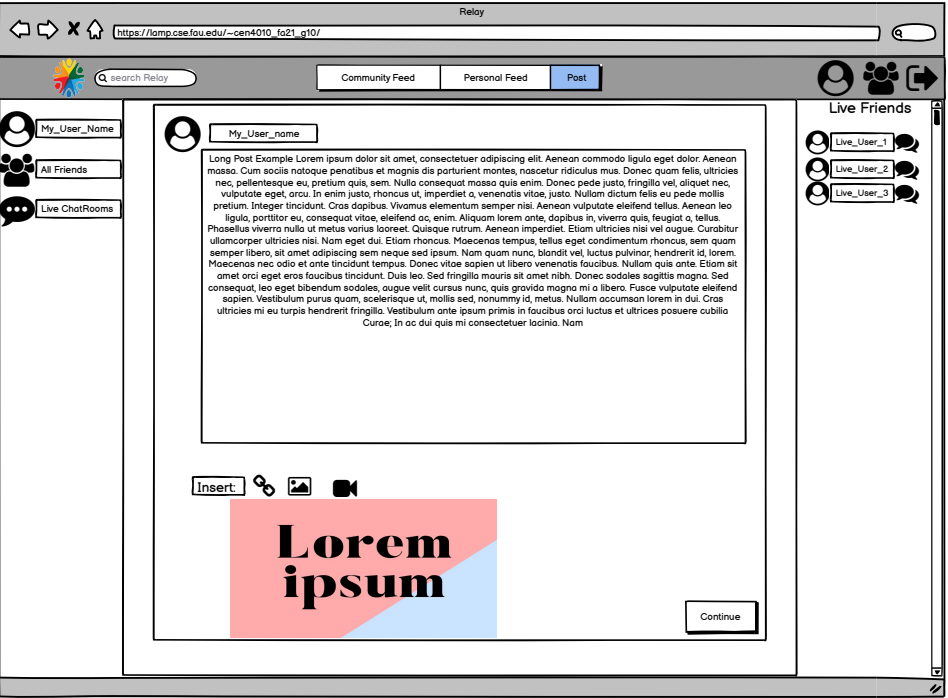 Relay
https://lamp.cse.fau.edu/~cen4010_fa21_g10/
search Relay
Community Feed
Personal Feed
Post
My_User_Name
All Friends
Live ChatRooms
My_User_name
Long Post Example Lorem ipsum dolor sit amet, consectetuer adipiscing elit. Aenean commodo ligula eget dolor. Aenean
massa. Cum sociis natoque penatibus et magnis dis parturient montes, nascetur ridiculus mus. Donec quam felis, ultricies
nec, pellentesque eu, pretium quis, sem. Nulla consequat massa quis enim. Donec pede justo, fringilla vel, aliquet nec,
vulputate eget, arcu. In enim justo, rhoncus ut, imperdiet a, venenatis vitae, justo. Nullam dictum felis eu pede mollis
pretium. Integer tincidunt. Cras dapibus. Vivamus elementum semper nisi. Aenean vulputate eleifend tellus. Aenean leo
ligula, porttitor eu, consequat vitae, eleifend ac, enim. Aliquam lorem ante, dapibus in, viverra quis, feugiat a, tellus.
Phasellus viverra nulla ut metus varius laoreet. Quisque rutrum. Aenean imperdiet. Etiam ultricies nisi vel augue. Curabitur
ullamcorper ultricies nisi. Nam eget dui. Etiam rhoncus. Maecenas tempus, tellus eget condimentum rhoncus, sem quam
semper libero, sit amet adipiscing sem neque sed ipsum. Nam quam nunc, blandit vel, luctus pulvinar, hendrerit id, lorem.
Maecenas nec odio et ante tincidunt tempus. Donec vitae sapien ut libero venenatis faucibus. Nullam quis ante. Etiam sit
amet orci eget eros faucibus tincidunt. Duis leo. Sed fringilla mauris sit amet nibh. Donec sodales sagittis magna. Sed
consequat, leo eget bibendum sodales, augue velit cursus nunc, quis gravida magna mi a libero. Fusce vulputate eleifend
sapien. Vestibulum purus quam, scelerisque ut, mollis sed, nonummy id, metus. Nullam accumsan lorem in dui. Cras
ultricies mi eu turpis hendrerit fringilla. Vestibulum ante ipsum primis in faucibus orci luctus et ultrices posuere cubilia
Curae; In ac dui quis mi consectetuer lacinia. Nam
Insert:
Lorem
ipsum
Continue
Live Friends
Live_User_1
Live_User_2
Live_User_3